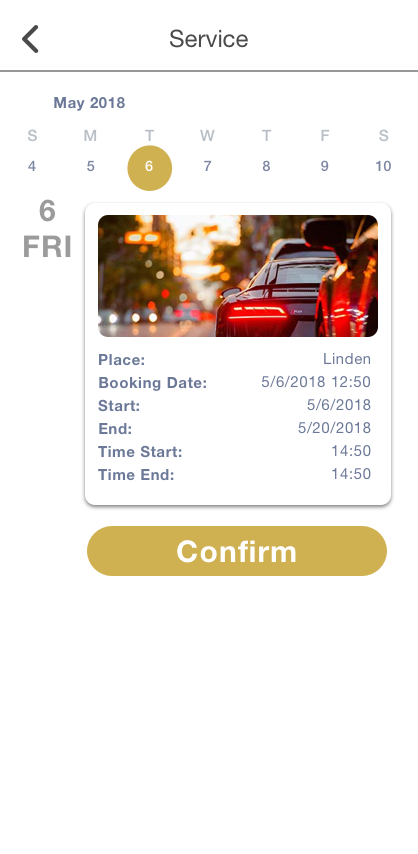 Service
May 2018
S M T W T F S
4 5 6 7 8 9 10
6
FRI
Place: Linden
Booking Date: 5/6/2018 12:50
Start: 5/6/2018
End: 5/20/2018
Time Start: 14:50
Time End: 14:50
Confirm